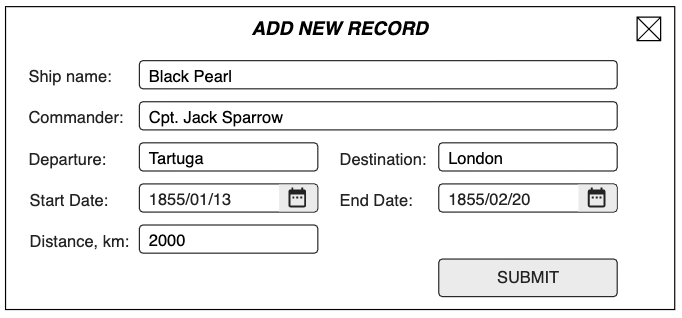 ADD NEW RECORD
Ship name: Black Pearl
Commander: Cpt. Jack Sparrow
Departure: Tartuga Destination: London
Start Date: 1855/01/13 End Date: 1855/02/20
Distance, km: 2000
SUBMIT